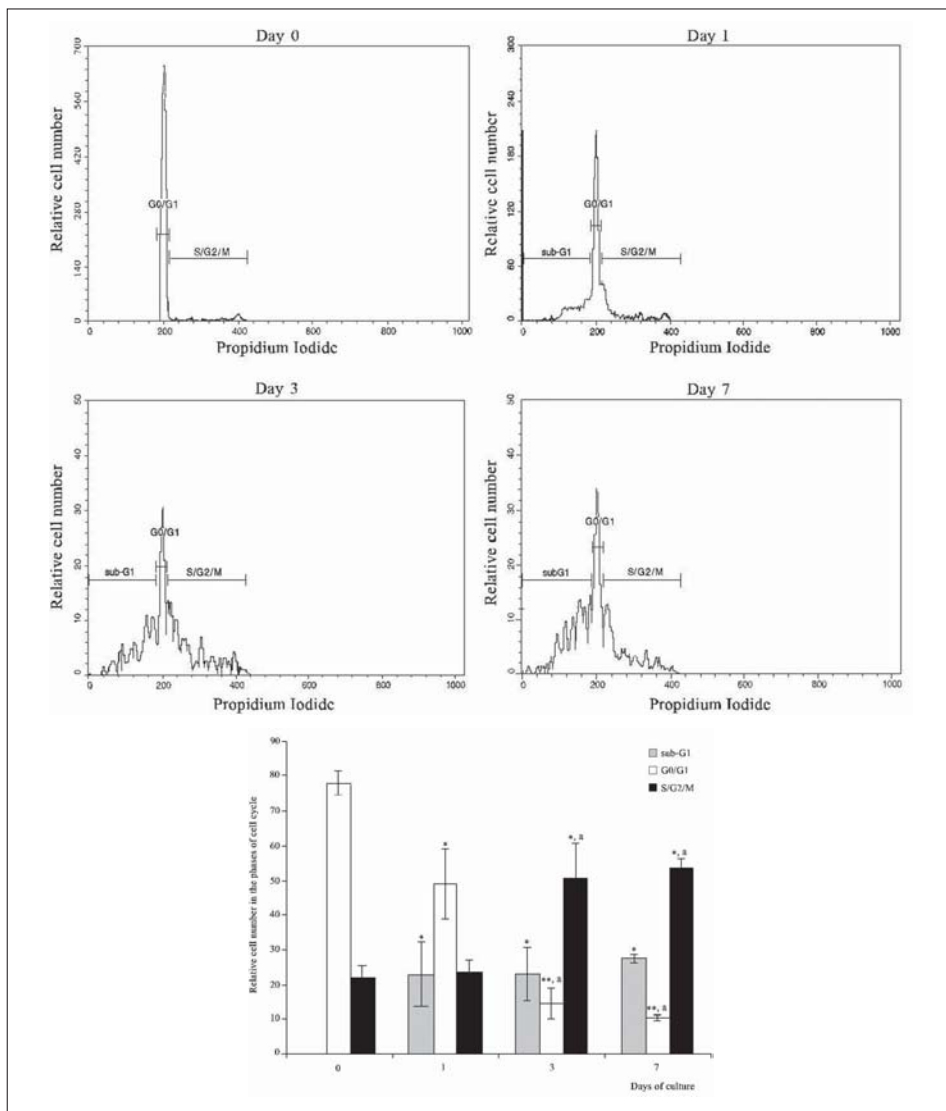 Day 0
700
560
420
280
140
0
Relative cell number
G0/G1
S/G2/M
0 200 400 600 800 1000
Propidium Iodide
Day 1
300
240
180
120
60
0
Relative cell number
sub-G1
G0/G1
S/G2/M
0 200 400 600 800 1000
Propidium Iodide
Day 3
50
40
30
20
10
0
Relative cell number
sub-G1
G0/G1
S/G2/M
0 200 400 600 800 1000
Propidium Iodide
Day 7
50
40
30
20
10
0
Relative cell number
subG1
G0/G1
S/G2/M
0 200 400 600 800 1000
Propidium Iodide
90
80
70
60
50
40
30
20
10
0
Relative cell number in the phases of cell cycle
sub-G1
G0/G1
S/G2/M
*
*
*
**, a
*, a
*
**, a
*, a
0 1 3 7
Days of culture